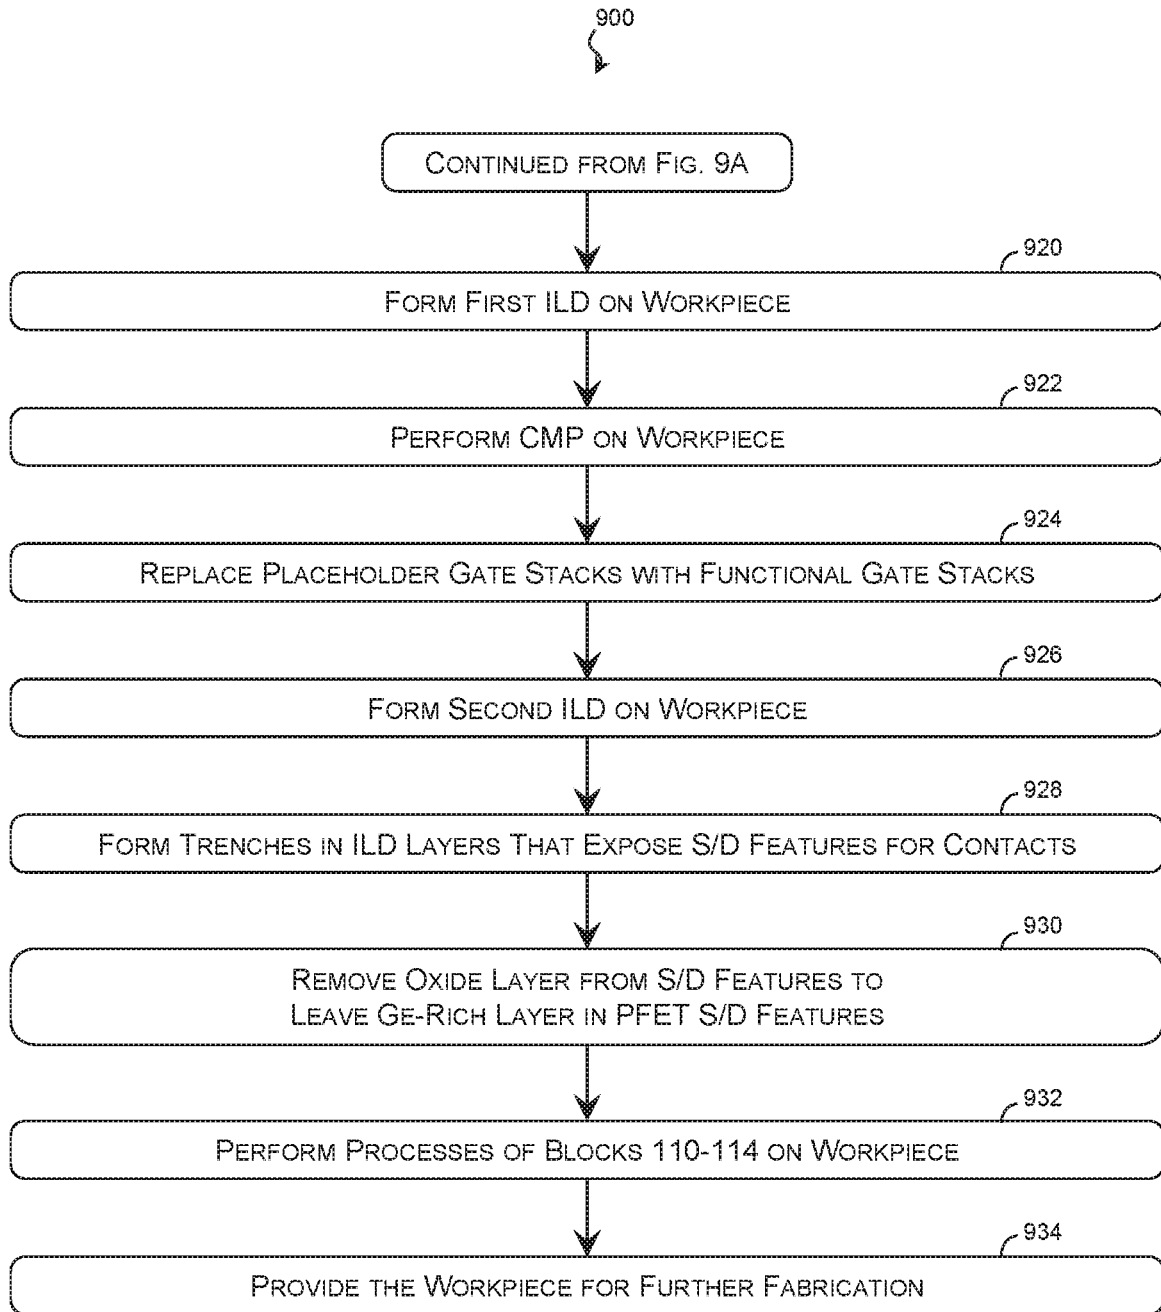 900
CONTINUED FROM FIG. 9A
920
FORM FIRST ILD ON WORKPIECE
922
PERFORM CMP ON WORKPIECE
924
REPLACE PLACEHOLDER GATE STACKS WITH FUNCTIONAL GATE STACKS
926
FORM SECOND ILD ON WORKPIECE
928
FORM TRENCHES IN ILD LAYERS THAT EXPOSE S/D FEATURES FOR CONTACTS
930
REMOVE OXIDE LAYER FROM S/D FEATURES TO
LEAVE GE-RICH LAYER IN PFET S/D FEATURES
932
PERFORM PROCESSES OF BLOCKS 110-114 ON WORKPIECE
934
PROVIDE THE WORKPIECE FOR FURTHER FABRICATION